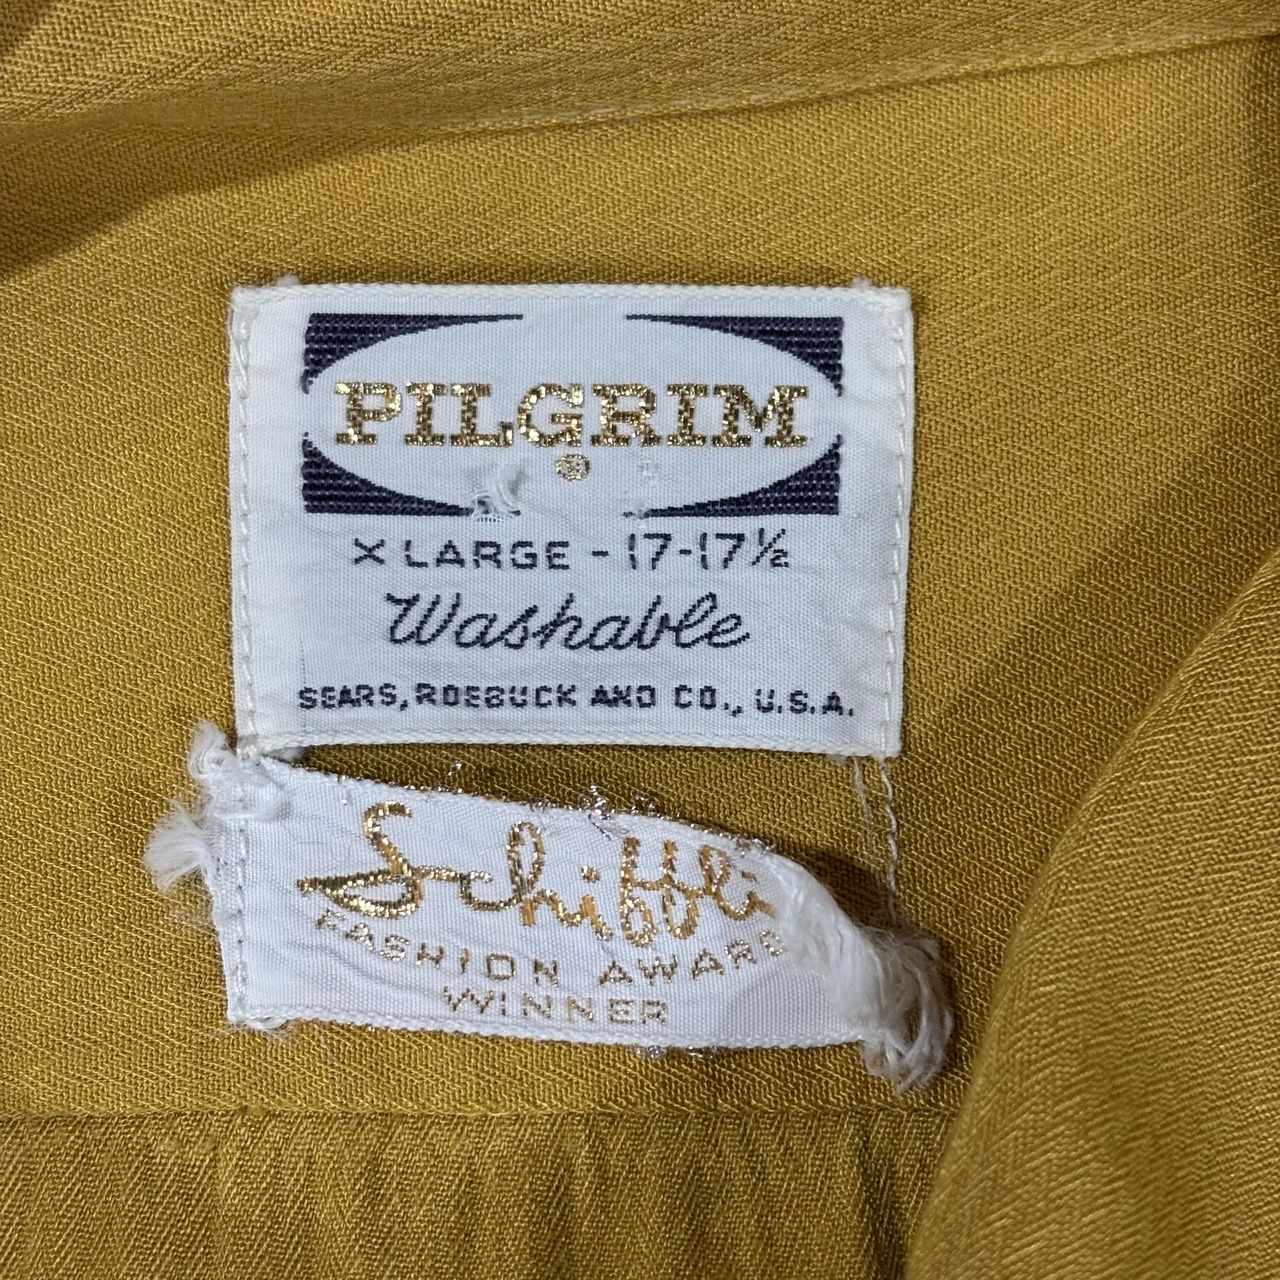 PILGRIM
®
X LARGE - 17-17½
Washable
SEARS, ROEBUCK AND CO., U.S.A.
Schiffli
FASHION AWARD
WINNER